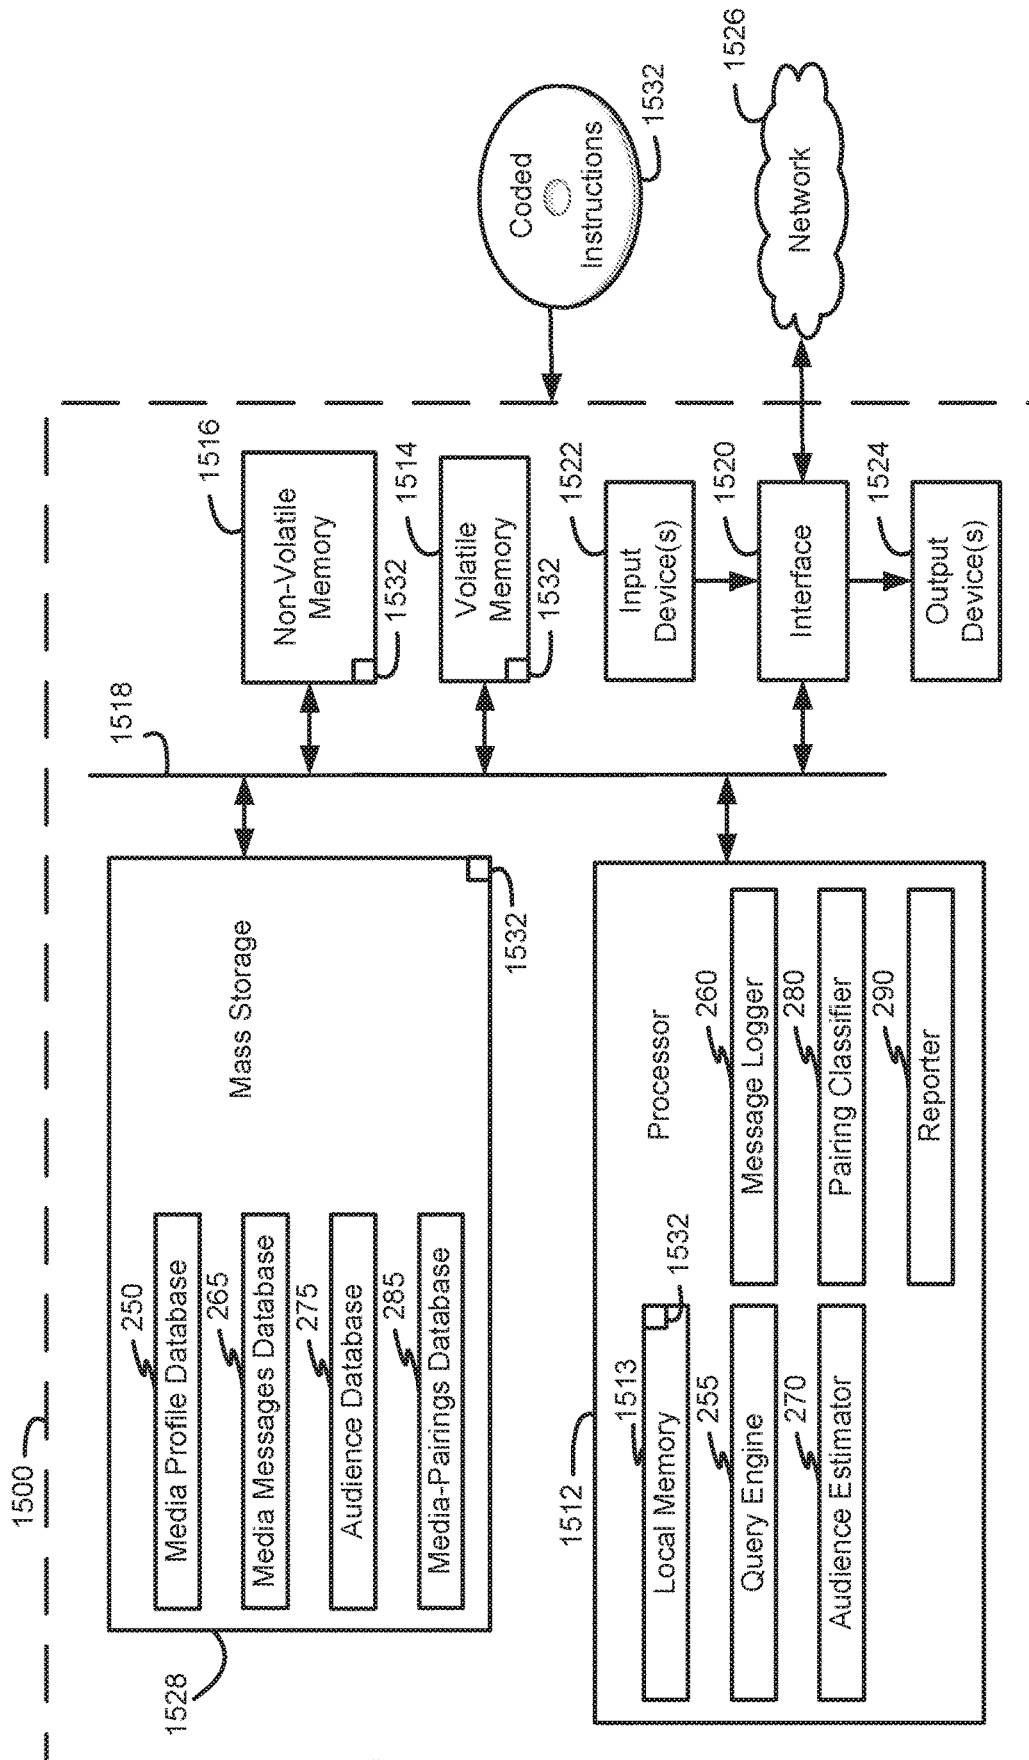 1500
1528
Mass Storage
250
Media Profile Database
265
Media Messages Database
275
Audience Database
285
Media-Pairings Database
1532
1518
1516
Non-Volatile
Memory
1532
1514
Volatile
Memory
1532
1522
Input
Device(s)
1520
Interface
1524
Output
Device(s)
Coded
Instructions
1532
1526
Network
1512
Processor
1513
Local Memory
1532
255
Query Engine
270
Audience Estimator
260
Message Logger
280
Pairing Classifier
290
Reporter